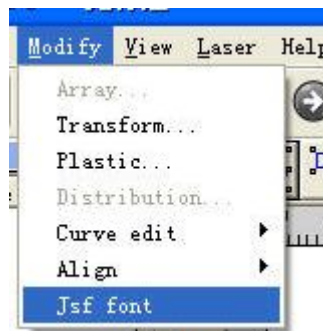 Modify View Laser Help
Array...
Transform...
Plastic...
Distribution...
Curve edit
Align
Jsf font